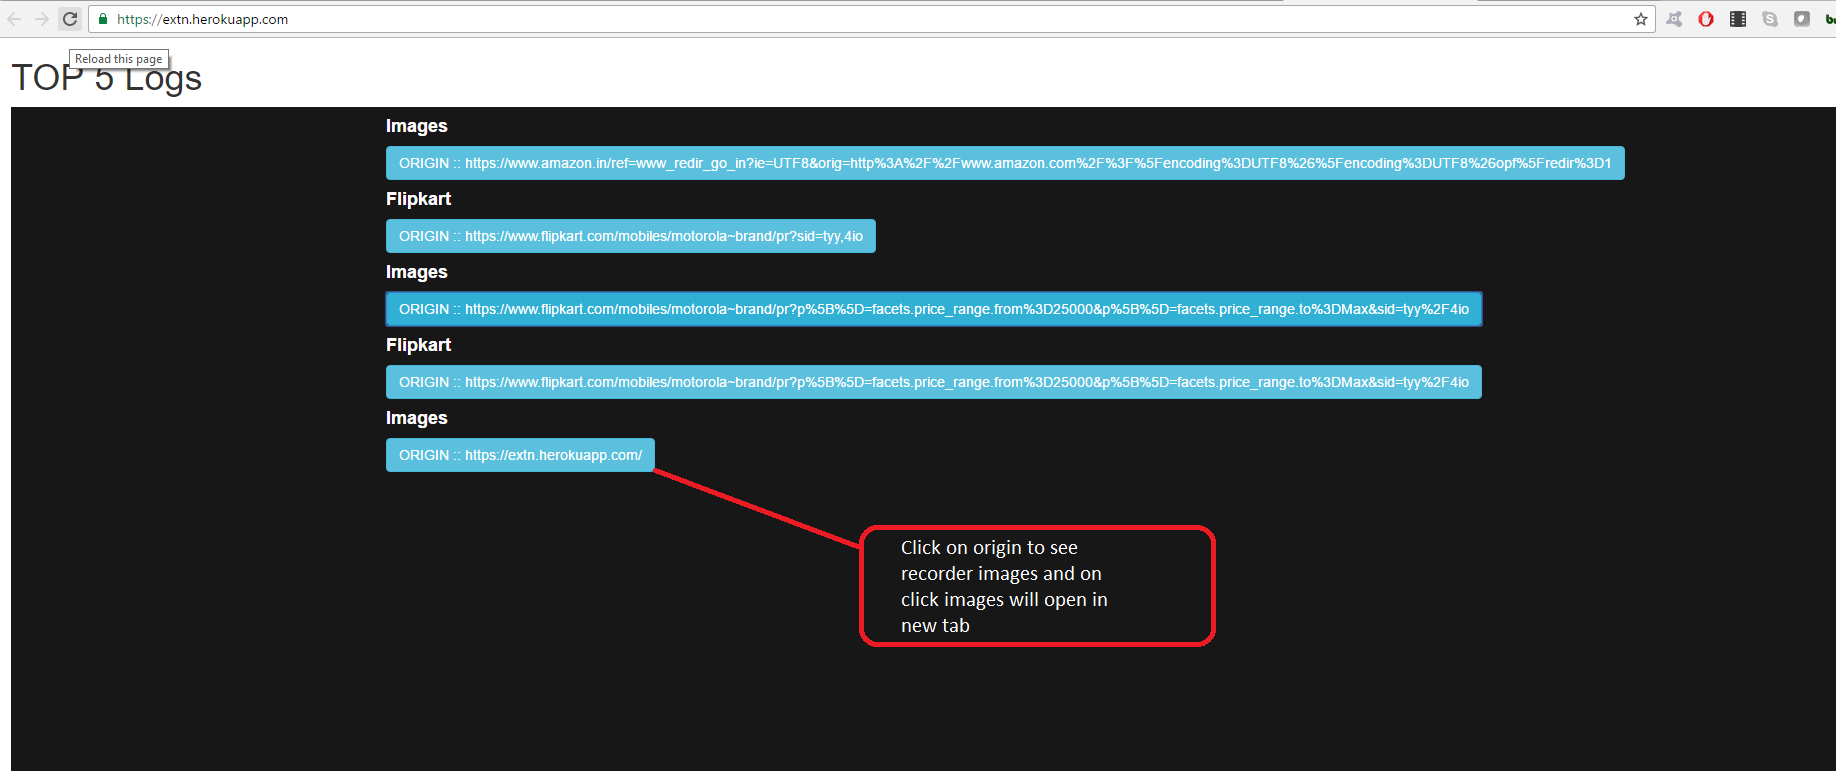 https://extn.herokuapp.com
Reload this page
TOP 5 Logs
Images
ORIGIN :: https://www.amazon.in/ref=www_redir_go_in?ie=UTF8&orig=http%3A%2F%2Fwww.amazon.com%2F%3F%5Fencoding%3DUTF8%26%5Fencoding%3DUTF8%26opf%5Fredir%3D1
Flipkart
ORIGIN :: https://www.flipkart.com/mobiles/motorola~brand/pr?sid=tyy,4io
Images
ORIGIN :: https://www.flipkart.com/mobiles/motorola~brand/pr?p%5B%5D=facets.price_range.from%3D25000&p%5B%5D=facets.price_range.to%3DMax&sid=tyy%2F4io
Flipkart
ORIGIN :: https://www.flipkart.com/mobiles/motorola~brand/pr?p%5B%5D=facets.price_range.from%3D25000&p%5B%5D=facets.price_range.to%3DMax&sid=tyy%2F4io
Images
ORIGIN :: https://extn.herokuapp.com/
Click on origin to see
recorder images and on
click images will open in
new tab